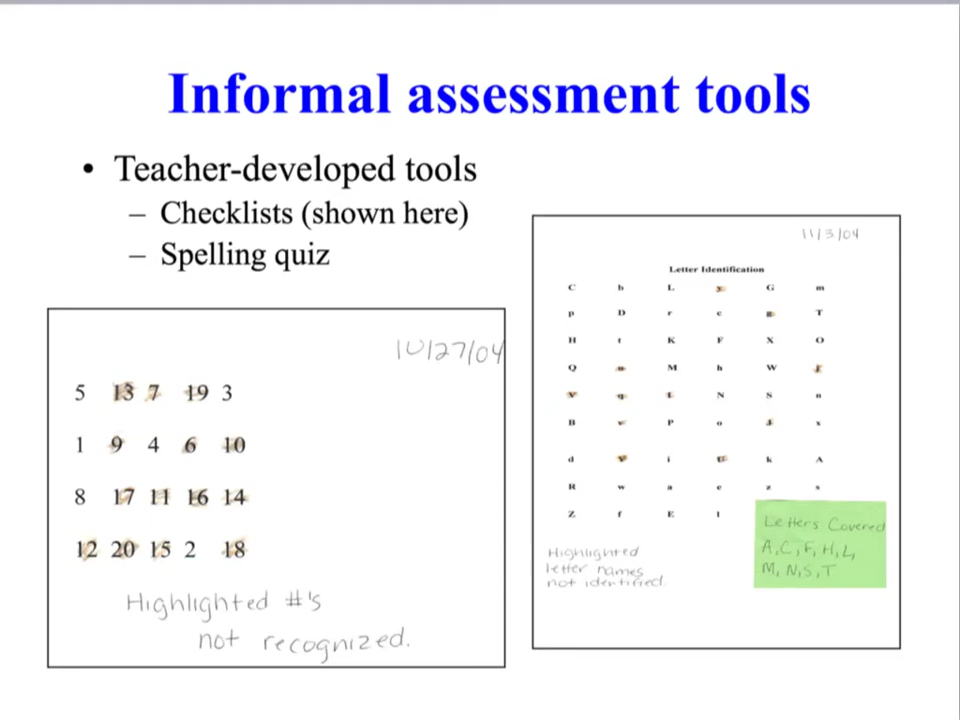 Informal assessment tools
• Teacher-developed tools
– Checklists (shown here)
– Spelling quiz
10/27/04
5 13 7 19 3
1 9 4 6 10
8 17 11 16 14
12 20 15 2 18
Highlighted #'s
not recognized.
11/3/04
Letter Identification
C b L y G m
p D r c g T
H t K F X O
Q M h W
V q N S n
B v P o J x
d Y i U k A
R w a e z s
Z f E l
Highlighted
letter names
not identified.
Letters Covered
A, C, F, H, L,
M, N, S, T